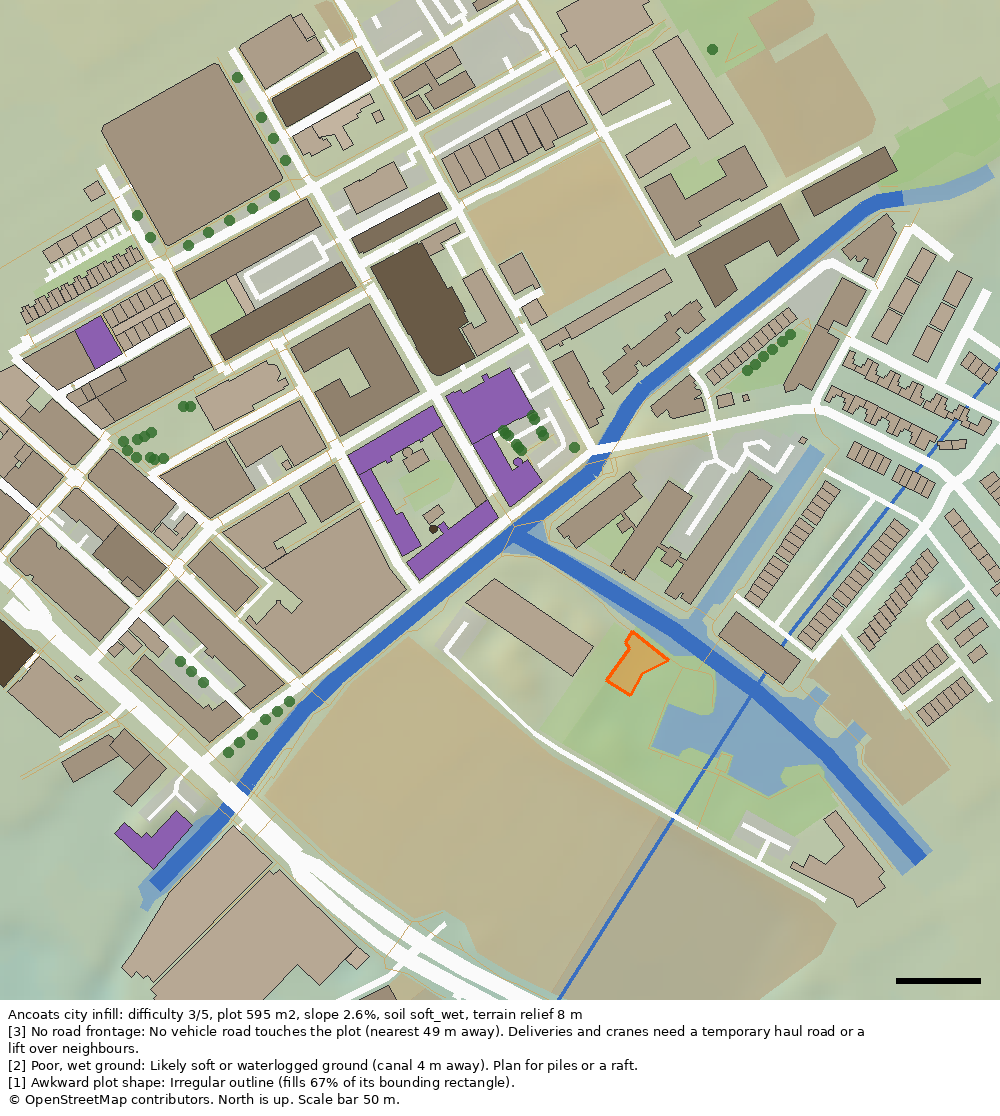 Ancoats city infill: difficulty 3/5, plot 595 m2, slope 2.6%, soil soft_wet, terrain relief 8 m
[3] No road frontage: No vehicle road touches the plot (nearest 49 m away). Deliveries and cranes need a temporary haul road or a
lift over neighbours.
[2] Poor, wet ground: Likely soft or waterlogged ground (canal 4 m away). Plan for piles or a raft.
[1] Awkward plot shape: Irregular outline (fills 67% of its bounding rectangle).
© OpenStreetMap contributors. North is up. Scale bar 50 m.